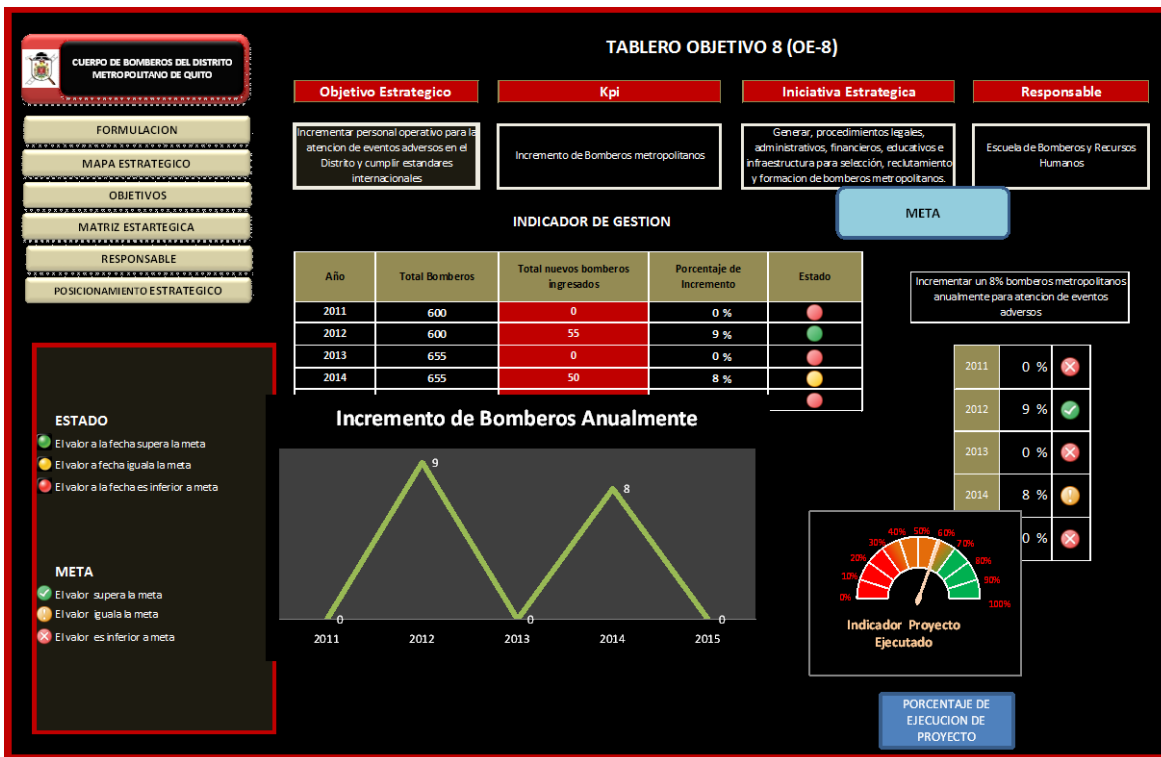 TABLERO OBJETIVO 8 (OE-8)
CUERPO DE BOMBEROS DEL DISTRITO
METROPOLITANO DE QUITO
FORMULACION
MAPA ESTRATEGICO
OBJETIVOS
MATRIZ ESTARTEGICA
RESPONSABLE
POSICIONAMIENTO ESTRATEGICO
Objetivo Estrategico
Kpi
Iniciativa Estrategica
Responsable
Incrementar personal operativo para la
atencion de eventos adversos en el
Distrito y cumplir estandares
internacionales
Incremento de Bomberos metropolitanos
Generar, procedimientos legales,
administrativos, financieros, educativos e
infraestructura para selección, reclutamiento
y formacion de bomberos metropolitanos.
Escuela de Bomberos y Recursos
Humanos
META
INDICADOR DE GESTION
Año Total Bomberos Total nuevos bomberos
ingresados Porcentaje de
Incremento Estado
2011 600 0 0 %
2012 600 55 9 %
2013 655 0 0 %
2014 655 50 8 %
Incrementar un 8% bomberos metropolitanos
anualmente para atencion de eventos
adversos
2011 0 %
2012 9 %
2013 0 %
2014 8 %
0 %
ESTADO
El valor a la fecha supera la meta
El valor a fecha iguala la meta
El valor a la fecha es inferior a meta
META
El valor supera la meta
El valor iguala la meta
El valor es inferior a meta
Incremento de Bomberos Anualmente
9
8
0
0
0
2011 2012 2013 2014 2015
0%
10%
20%
30%
40%
50%
60%
70%
80%
90%
100%
Indicador Proyecto
Ejecutado
PORCENTAJE DE
EJECUCION DE
PROYECTO